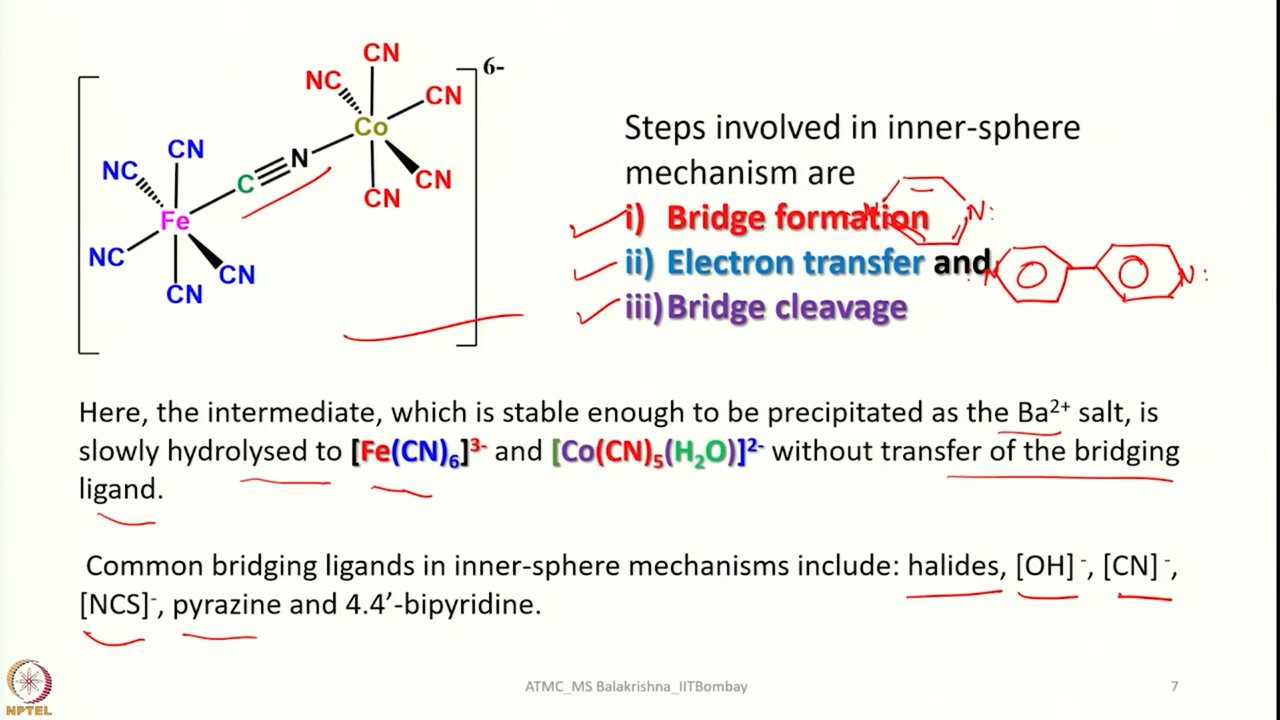 CN
NC
CN
Co
6-
CN
NC
C
N
CN
CN
Fe
NC
CN
CN
Steps involved in inner-sphere
mechanism are
i) Bridge formation
N:
ii) Electron transfer and
:N
N:
iii) Bridge cleavage
Here, the intermediate, which is stable enough to be precipitated as the Ba²⁺ salt, is
slowly hydrolysed to [Fe(CN)₆]³⁻ and [Co(CN)₅(H₂O)]²⁻ without transfer of the bridging
ligand.
Common bridging ligands in inner-sphere mechanisms include: halides, [OH]⁻, [CN]⁻,
[NCS]⁻, pyrazine and 4.4’-bipyridine.
NPTEL
ATMC_MS Balakrishna_IITBombay
7